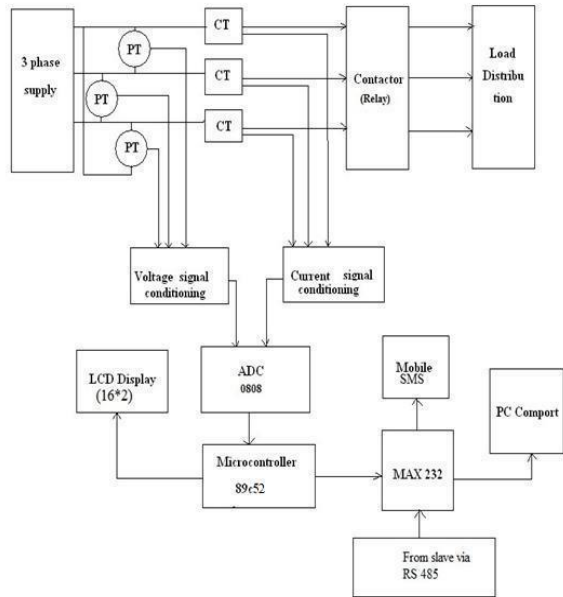 3 phase
supply
PT
PT
PT
CT
CT
CT
Contactor
(Relay)
Load
Distribu
tion
Voltage signal
conditioning
Current signal
conditioning
LCD Display
(16*2)
ADC
0808
Mobile
SMS
PC Comport
Microcontroller
89c52
MAX 232
From slave via
RS 485